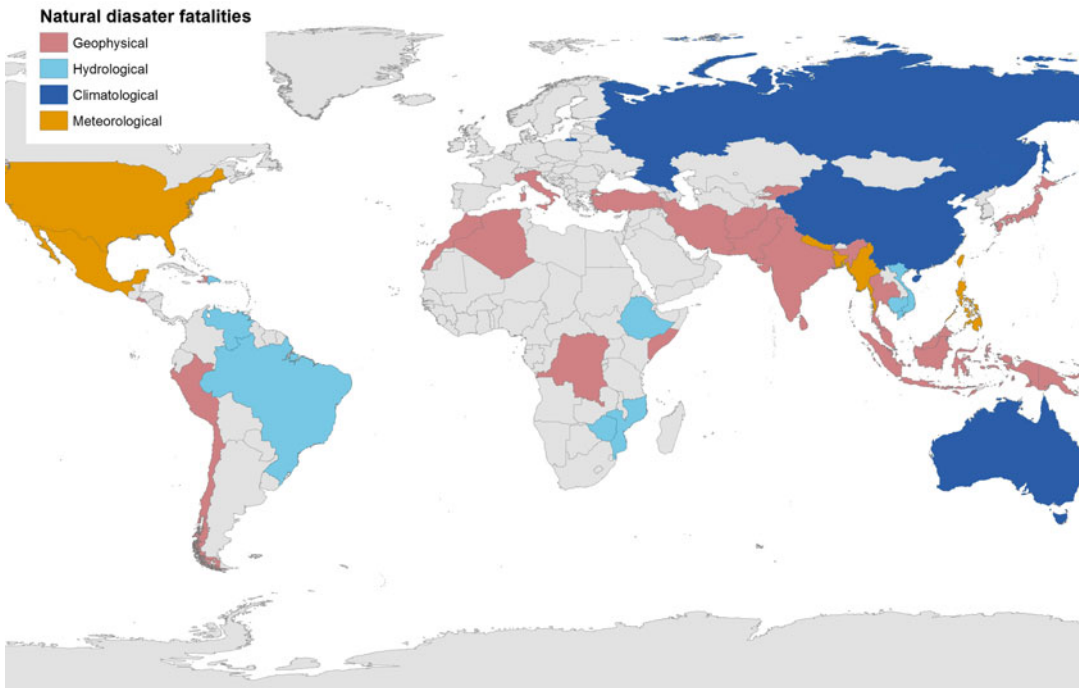 Natural diasater fatalities
Geophysical
Hydrological
Climatological
Meteorological